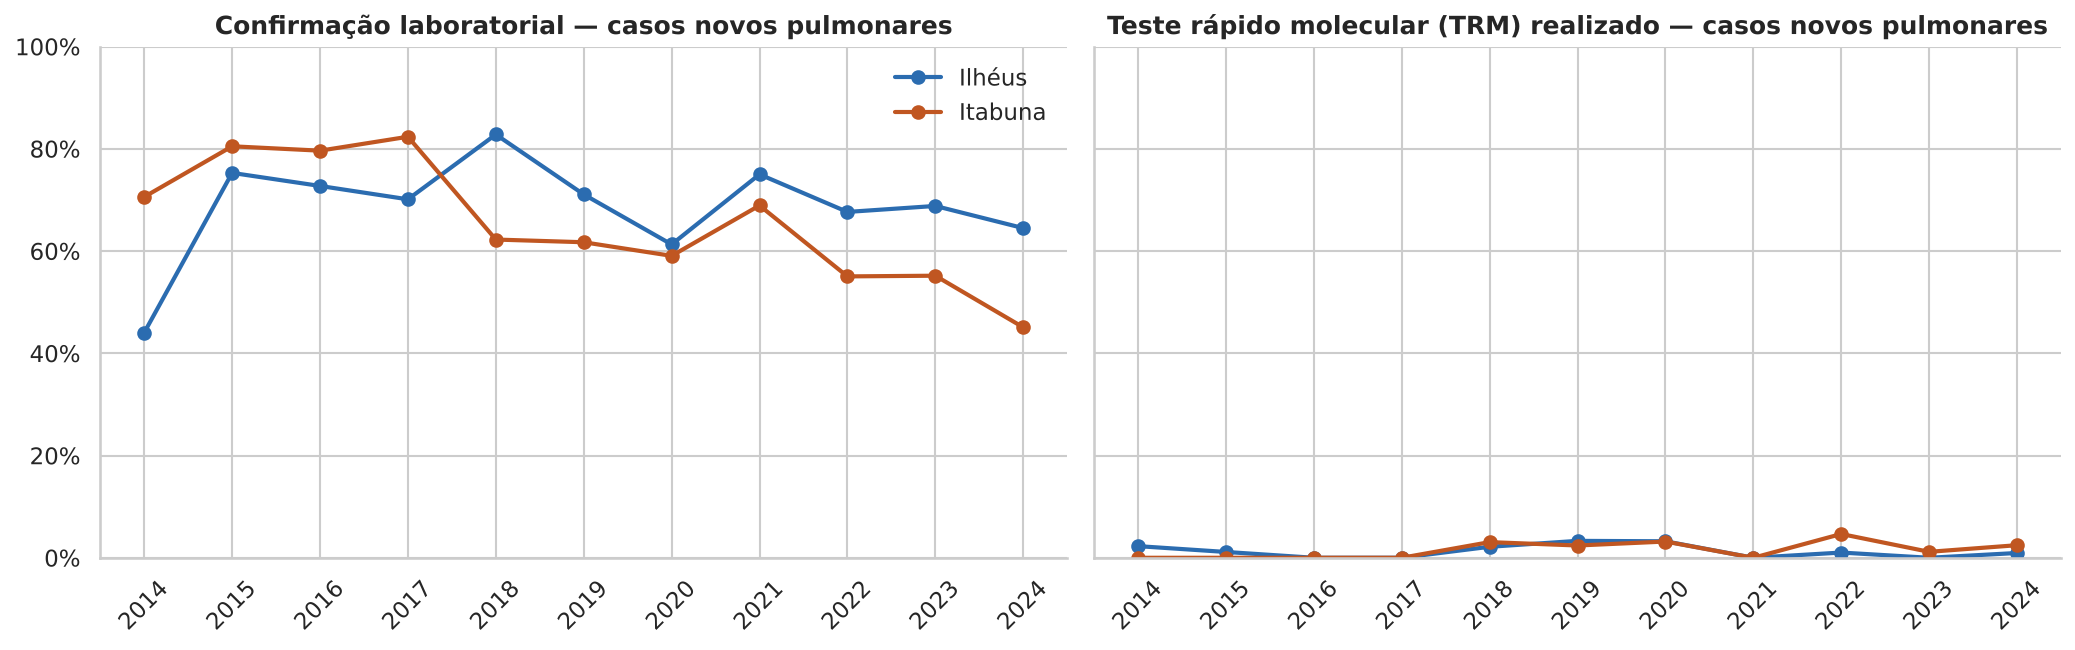 Confirmação laboratorial — casos novos pulmonares
100%
80%
60%
40%
20%
0%
Ilhéus
Itabuna
2014 2015 2016 2017 2018 2019 2020 2021 2022 2023 2024
Teste rápido molecular (TRM) realizado — casos novos pulmonares
2014 2015 2016 2017 2018 2019 2020 2021 2022 2023 2024